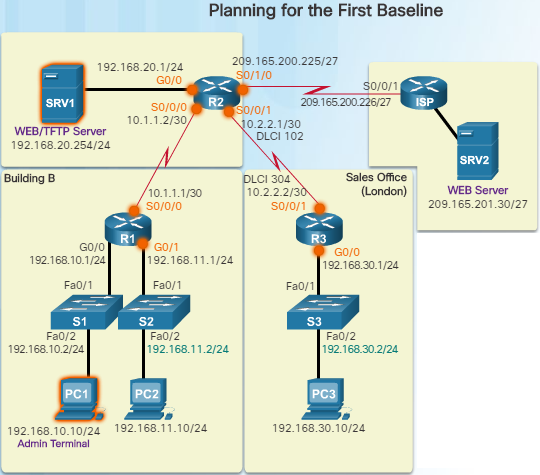 Planning for the First Baseline
192.168.20.1/24
G0/0
SRV1
WEB/TFTP Server
192.168.20.254/24
R2
209.165.200.225/27
S0/1/0
S0/0/0
10.1.1.2/30
S0/0/1
10.2.2.1/30
DLCI 102
S0/0/1
209.165.200.226/27
ISP
SRV2
WEB Server
209.165.201.30/27
Building B
10.1.1.1/30
S0/0/0
R1
G0/0
192.168.10.1/24
G0/1
192.168.11.1/24
Fa0/1
Fa0/1
S1
S2
Fa0/2
192.168.10.2/24
Fa0/2
192.168.11.2/24
PC1
PC2
192.168.10.10/24
Admin Terminal
192.168.11.10/24
Sales Office
(London)
DLCI 304
10.2.2.2/30
S0/0/1
R3
G0/0
192.168.30.1/24
Fa0/1
S3
Fa0/2
192.168.30.2/24
PC3
192.168.30.10/24